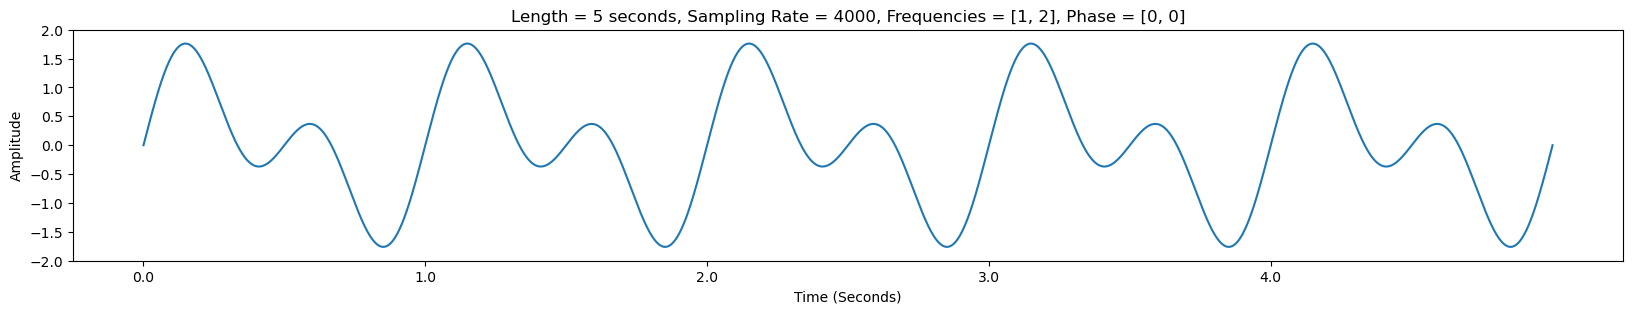 Length = 5 seconds, Sampling Rate = 4000, Frequencies = [1, 2], Phase = [0, 0]
2.0
1.5
1.0
0.5
0.0
−0.5
−1.0
−1.5
−2.0
Amplitude
0.0 1.0 2.0 3.0 4.0
Time (Seconds)